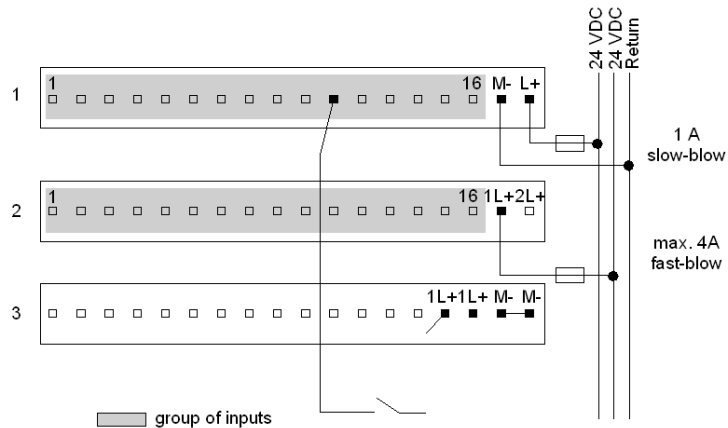 24 VDC
24 VDC
Return
1
1 16 M- L+
1 A
slow-blow
2
1 16 1L+ 2L+
max. 4A
fast-blow
3
1L+ 1L+ M- M-
group of inputs